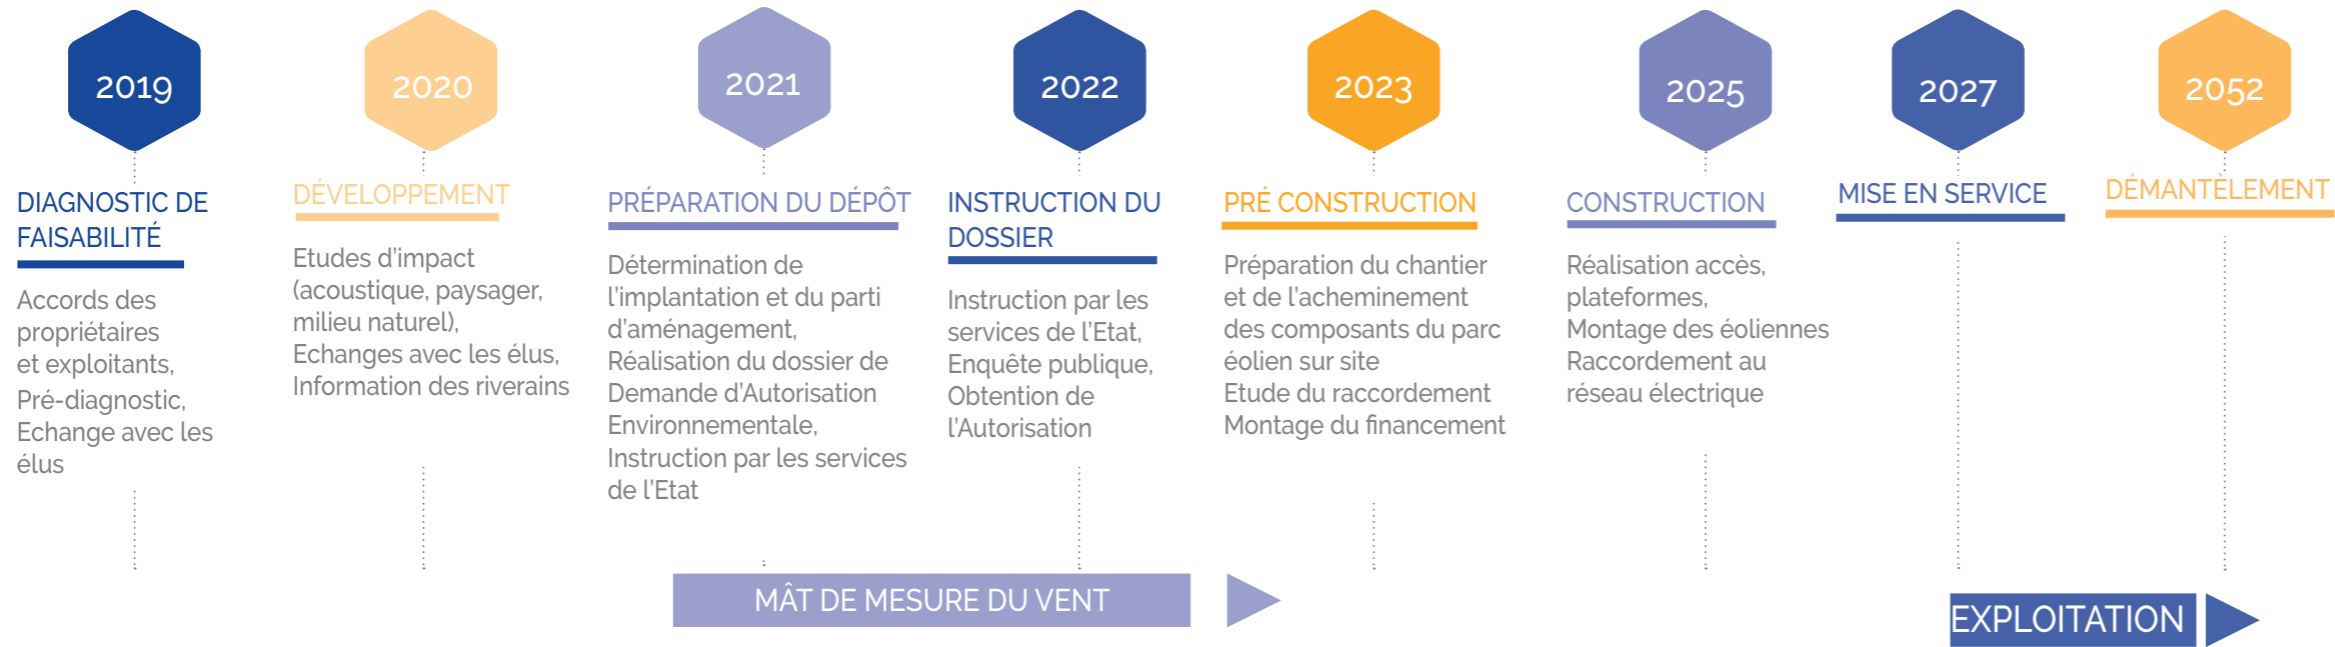 2019
DIAGNOSTIC DE
FAISABILITÉ
Accords des
propriétaires
et exploitants,
Pré-diagnostic,
Echange avec les
élus
2020
DÉVELOPPEMENT
Etudes d'impact
(acoustique, paysager,
milieu naturel),
Echanges avec les élus,
Information des riverains
2021
PRÉPARATION DU DÉPÔT
Détermination de
l'implantation et du parti
d'aménagement,
Réalisation du dossier de
Demande d'Autorisation
Environnementale,
Instruction par les services
de l'Etat
2022
INSTRUCTION DU
DOSSIER
Instruction par les
services de l'Etat,
Enquête publique,
Obtention de
l'Autorisation
2023
PRÉ CONSTRUCTION
Préparation du chantier
et de l'acheminement
des composants du parc
éolien sur site
Etude du raccordement
Montage du financement
2025
CONSTRUCTION
Réalisation accès,
plateformes,
Montage des éoliennes
Raccordement au
réseau électrique
2027
MISE EN SERVICE
2052
DÉMANTÈLEMENT
MÂT DE MESURE DU VENT
EXPLOITATION